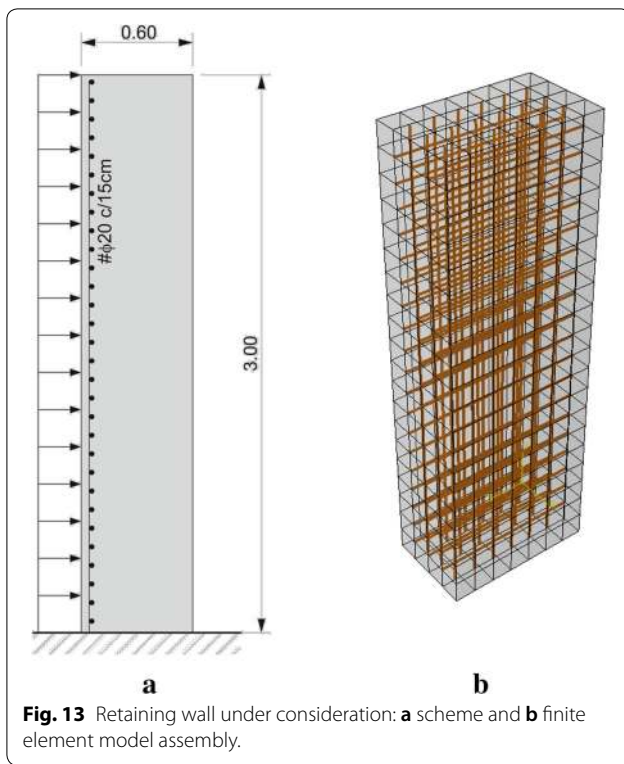 0.60
#ϕ20 c/15cm
3.00
a
b
Fig. 13 Retaining wall under consideration: a scheme and b finite
element model assembly.